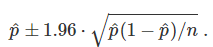 p̂ ± 1.96 · √p̂(1 − p̂)/n .